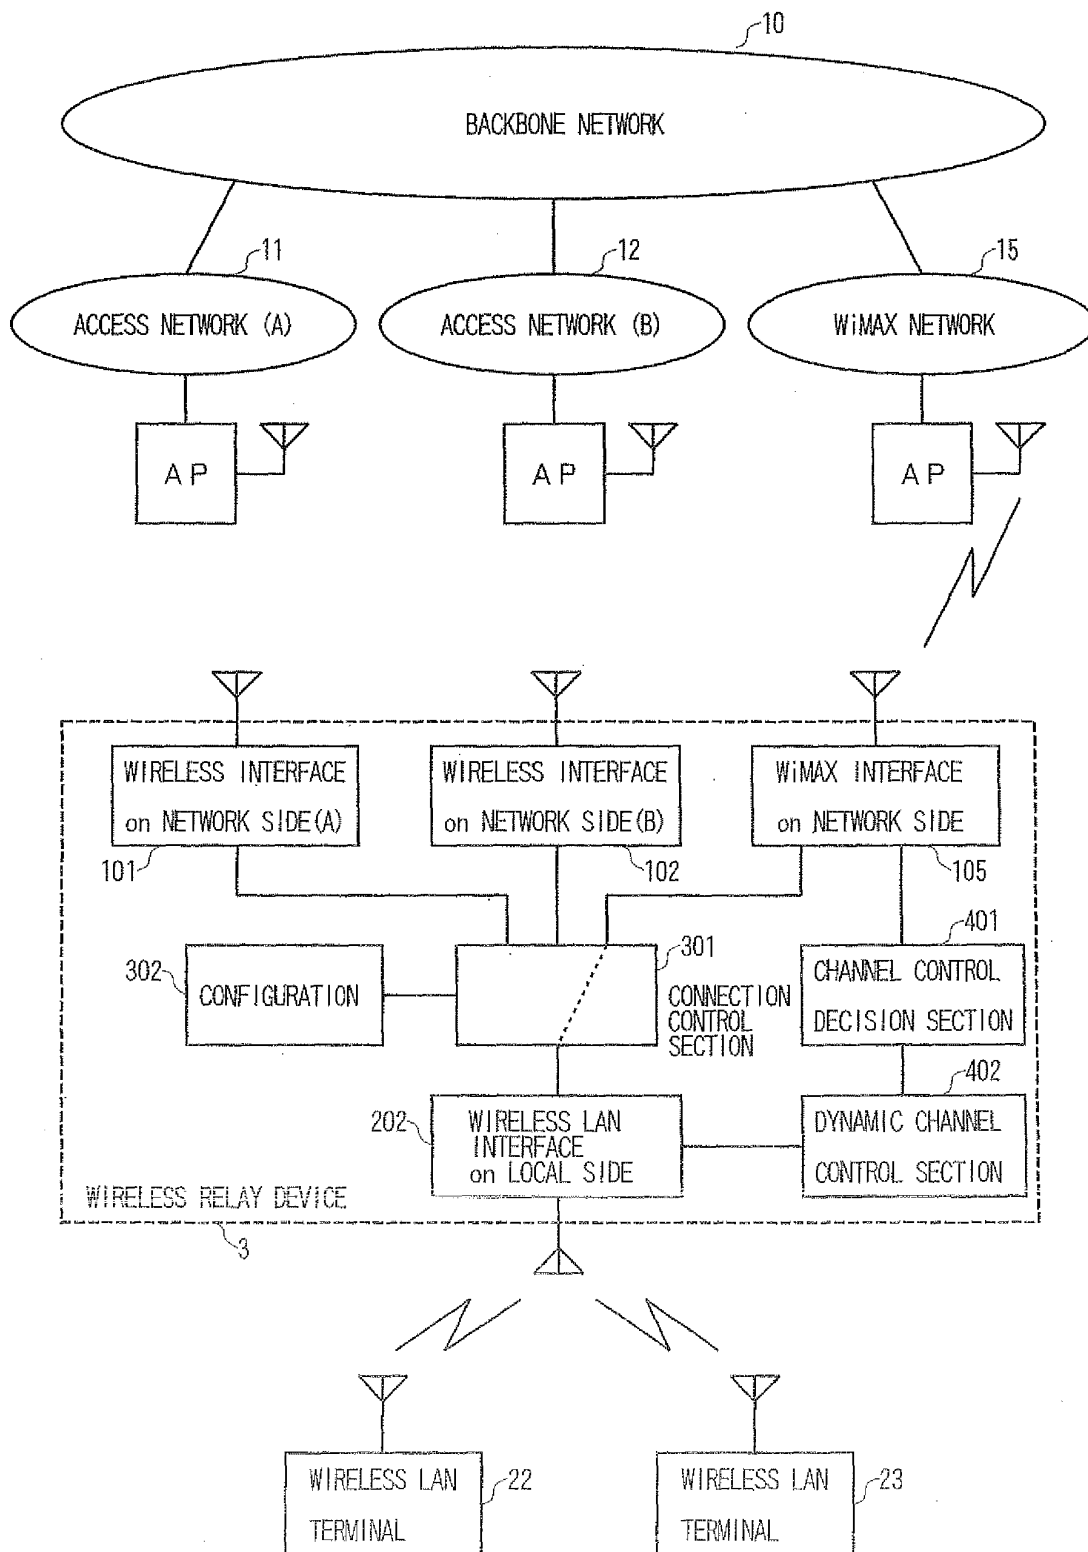 10
BACKBONE NETWORK
11
12
15
ACCESS NETWORK (A)
ACCESS NETWORK (B)
WiMAX NETWORK
AP
AP
AP
WIRELESS INTERFACE
on NETWORK SIDE(A)
WIRELESS INTERFACE
on NETWORK SIDE(B)
WiMAX INTERFACE
on NETWORK SIDE
101
102
105
302
CONFIGURATION
301
CONNECTION
CONTROL
SECTION
401
CHANNEL CONTROL
DECISION SECTION
202
WIRELESS LAN
INTERFACE
on LOCAL SIDE
402
DYNAMIC CHANNEL
CONTROL SECTION
WIRELESS RELAY DEVICE
3
WIRELESS LAN
TERMINAL
22
WIRELESS LAN
TERMINAL
23